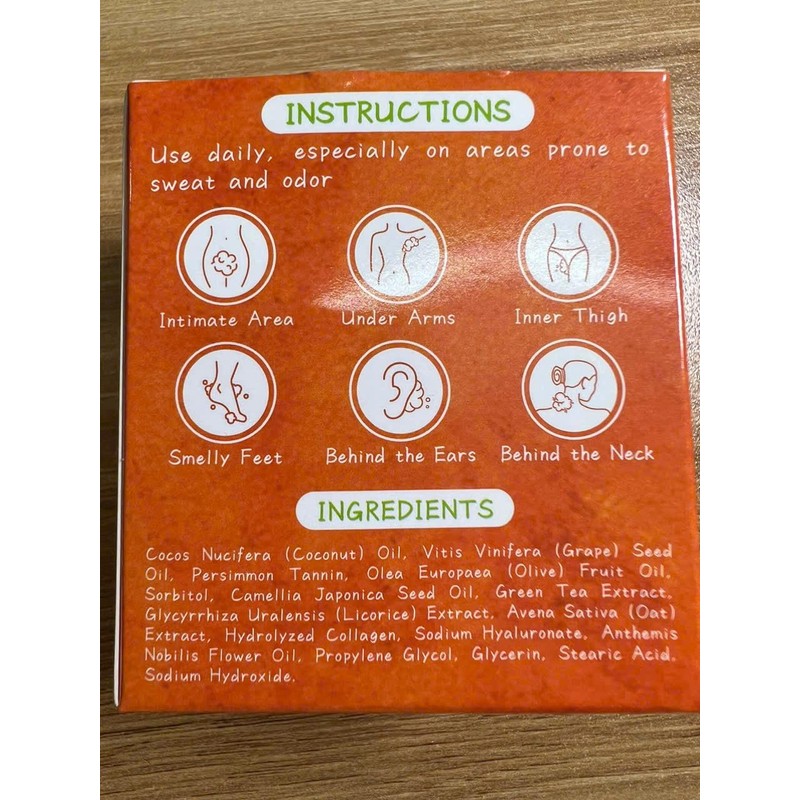 INSTRUCTIONS
Use daily, especially on areas prone to
sweat and odor
Intimate Area
Under Arms
Inner Thigh
Smelly Feet
Behind the Ears
Behind the Neck
INGREDIENTS
Cocos Nucifera (Coconut) Oil, Vitis Vinifera (Grape) Seed
Oil, Persimmon Tannin, Olea Europaea (Olive) Fruit Oil,
Sorbitol, Camellia Japonica Seed Oil, Green Tea Extract,
Glycyrrhiza Uralensis (Licorice) Extract, Avena Sativa (Oat)
Extract, Hydrolyzed Collagen, Sodium Hyaluronate, Anthemis
Nobilis Flower Oil, Propylene Glycol, Glycerin, Stearic Acid,
Sodium Hydroxide.